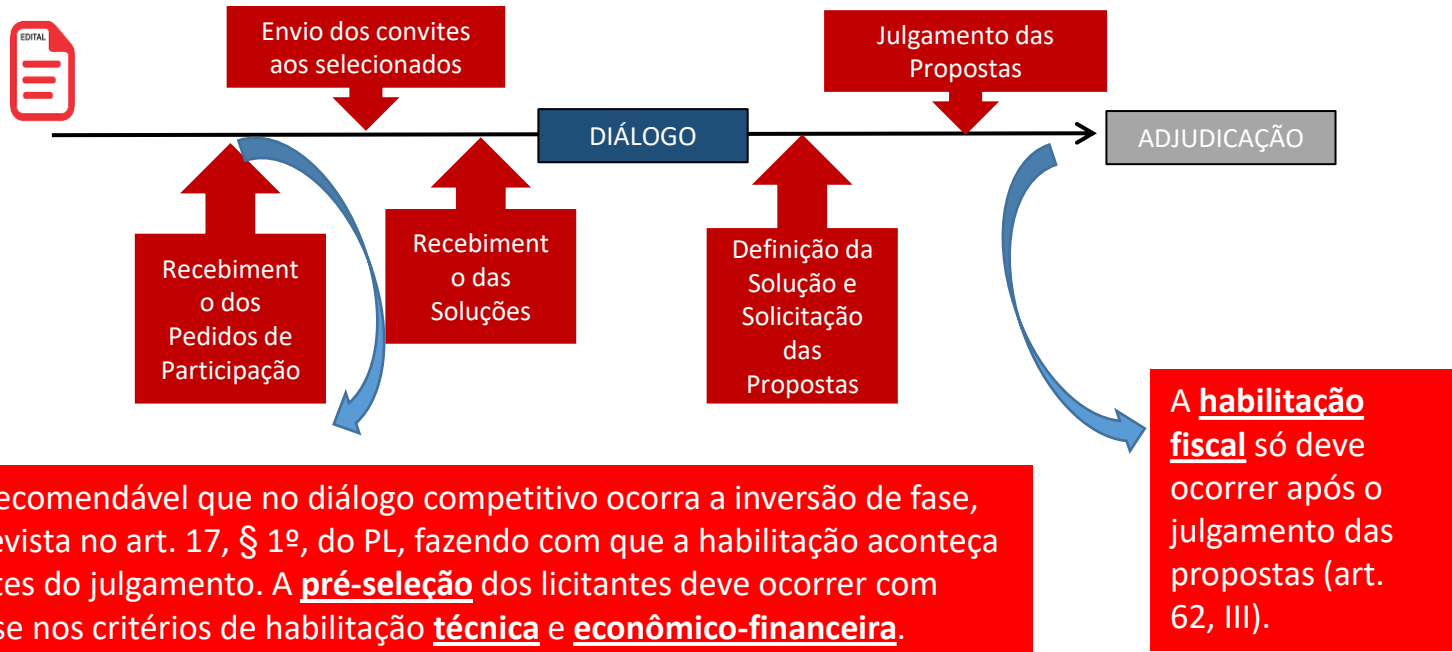 EDITAL
Envio dos convites
aos selecionados
Julgamento das
Propostas
DIÁLOGO
ADJUDICAÇÃO
Recebiment
o dos
Pedidos de
Participação
Recebiment
o das
Soluções
Definição da
Solução e
Solicitação
das
Propostas
ecomendável que no diálogo competitivo ocorra a inversão de fase,
evista no art. 17, § 1º, do PL, fazendo com que a habilitação aconteça
tes do julgamento. A pré-seleção dos licitantes deve ocorrer com
se nos critérios de habilitação técnica e econômico-financeira.
A habilitação
fiscal só deve
ocorrer após o
julgamento das
propostas (art.
62, III).